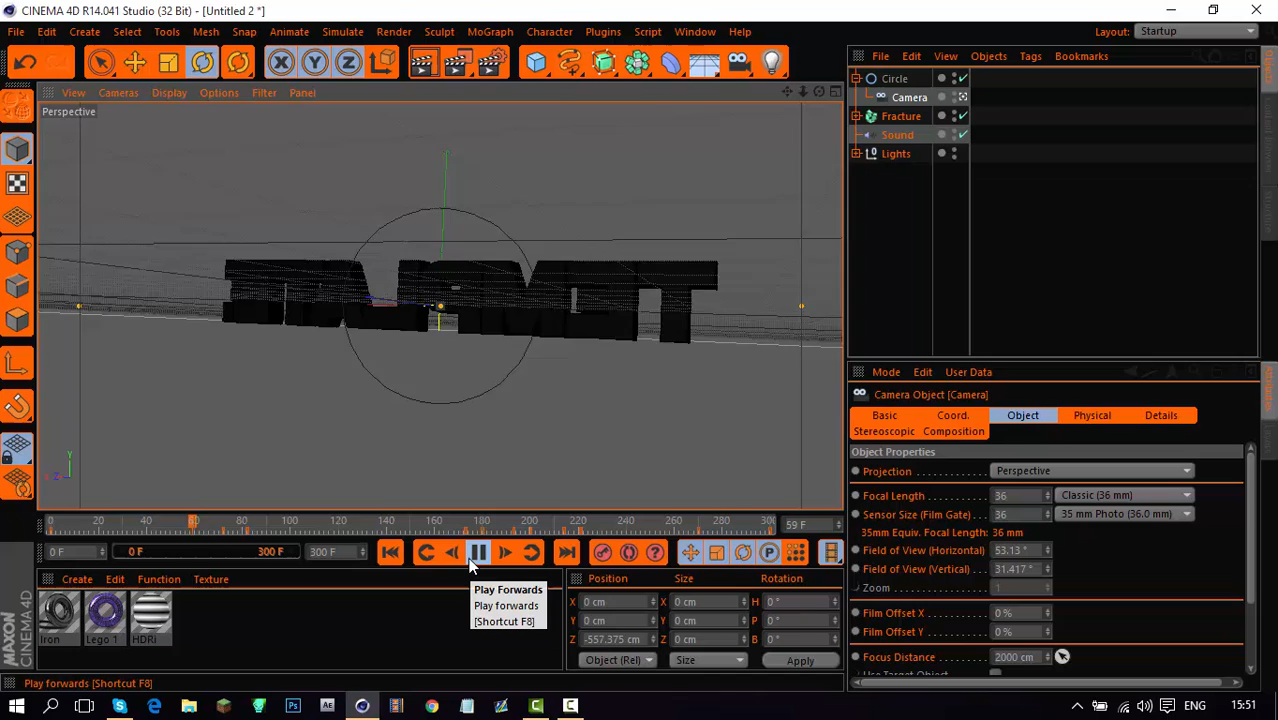 CINEMA 4D R14.041 Studio (32 Bit) - [Untitled 2 *]
File Edit Create Select Tools Mesh Snap Animate Simulate Render Sculpt MoGraph Character Plugins Script Window Help Layout: Startup
File Edit View Objects Tags Bookmarks
View Cameras Display Options Filter Panel
Perspective
Circle
Camera
Fracture
Sound
Lights
Mode Edit User Data
Camera Object [Camera]
Basic Coord. Object Physical Details
Stereoscopic Composition
Object Properties
Projection Perspective
Focal Length 36 Classic (36 mm)
Sensor Size (Film Gate) 36 35 mm Photo (36.0 mm)
35mm Equiv. Focal Length: 36 mm
Field of View (Horizontal) 53.13 °
Field of View (Vertical) 31.417 °
Zoom 1
Film Offset X 0 %
Film Offset Y 0 %
Focus Distance 2000 cm
Use Target Object
0 20 40 60 80 100 120 140 160 180 200 220 240 260 280 300 59 F
0 F 0 F 300 F 300 F
Create Edit Function Texture
Iron Lego 1 HDRi
Play Forwards
Play forwards
[Shortcut F8]
Position Size Rotation
X 0 cm X 0 cm H 0 °
Y 0 cm Y 0 cm P 0 °
Z -557.375 cm Z 0 cm B 0 °
Object (Rel) Size Apply
MAXON CINEMA 4D
Play forwards [Shortcut F8]
Ps Ae ENG 15:51